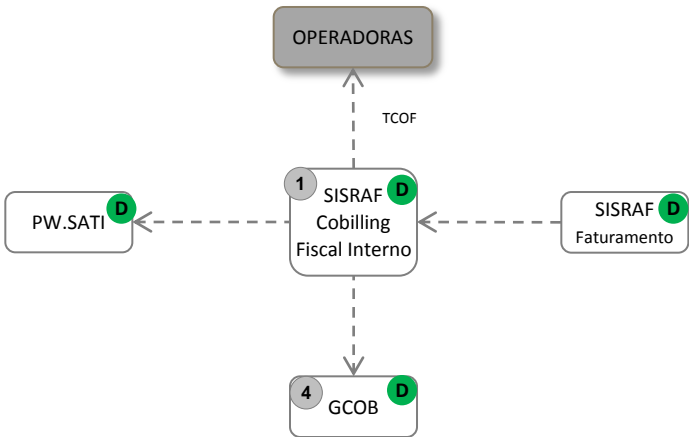 OPERADORAS
TCOF
1
D
SISRAF
Cobilling
Fiscal Interno
D
PW.SATI
D
SISRAF
Faturamento
4
D
GCOB